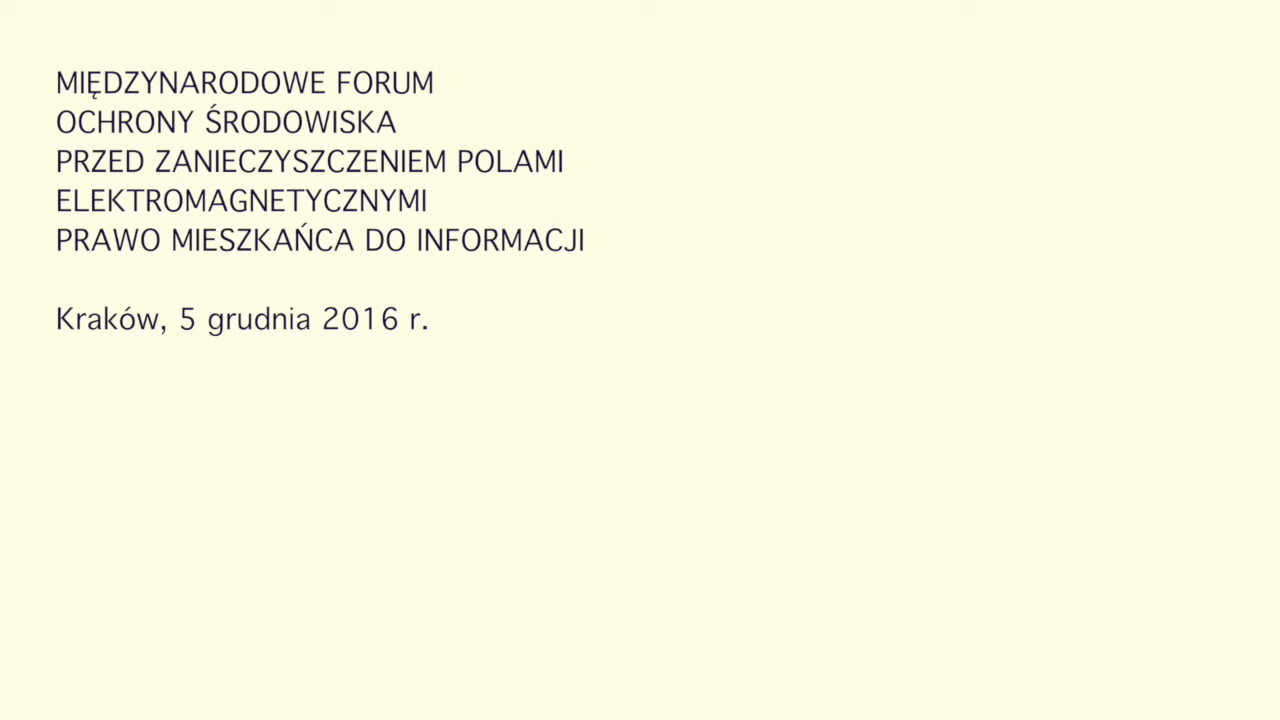 MIĘDZYNARODOWE FORUM
OCHRONY ŚRODOWISKA
PRZED ZANIECZYSZCZENIEM POLAMI
ELEKTROMAGNETYCZNYMI
PRAWO MIESZKAŃCA DO INFORMACJI
Kraków, 5 grudnia 2016 r.